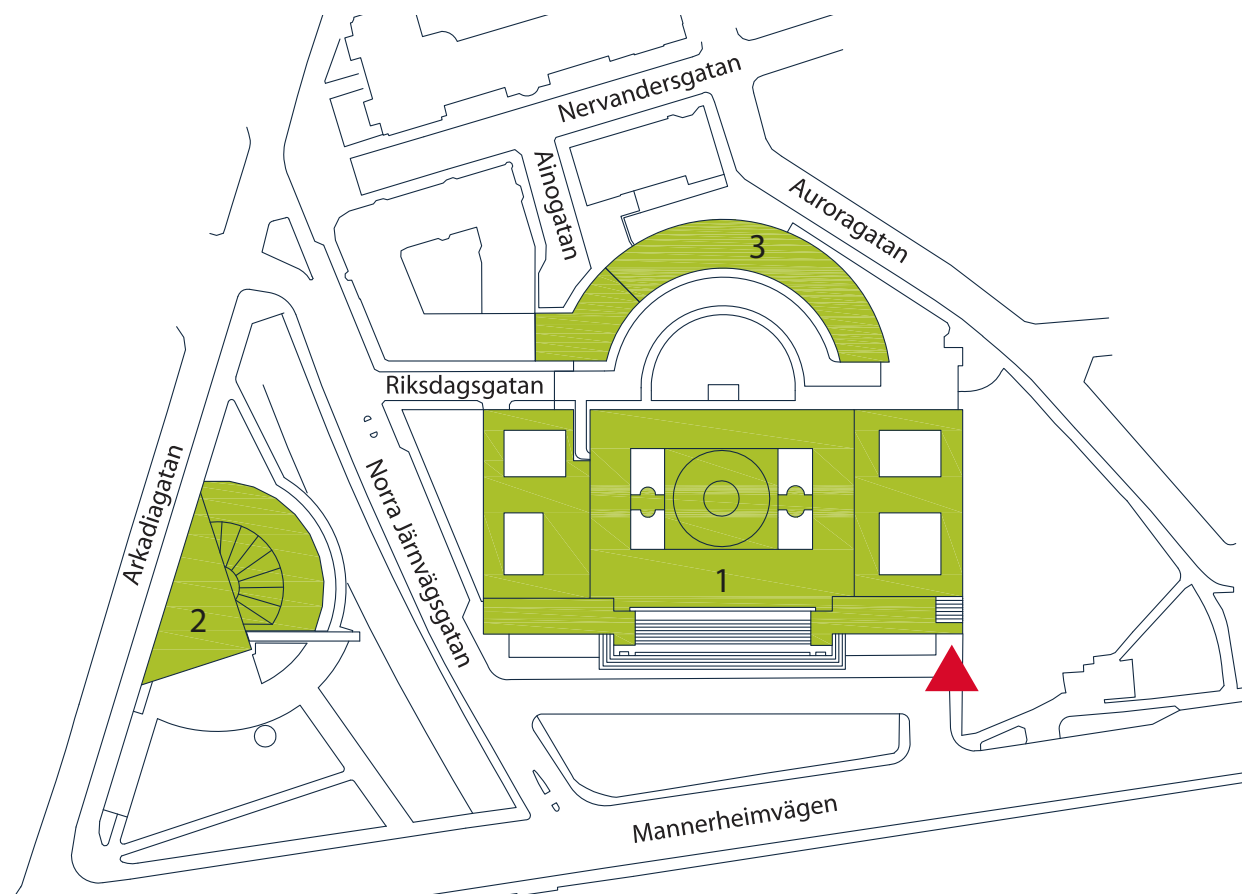 Nervandersgatan
Ainogatan
Auroragatan
3
Riksdagsgatan
Arkadiagatan
Norra Järnvägsgatan
1
2
Mannerheimvägen